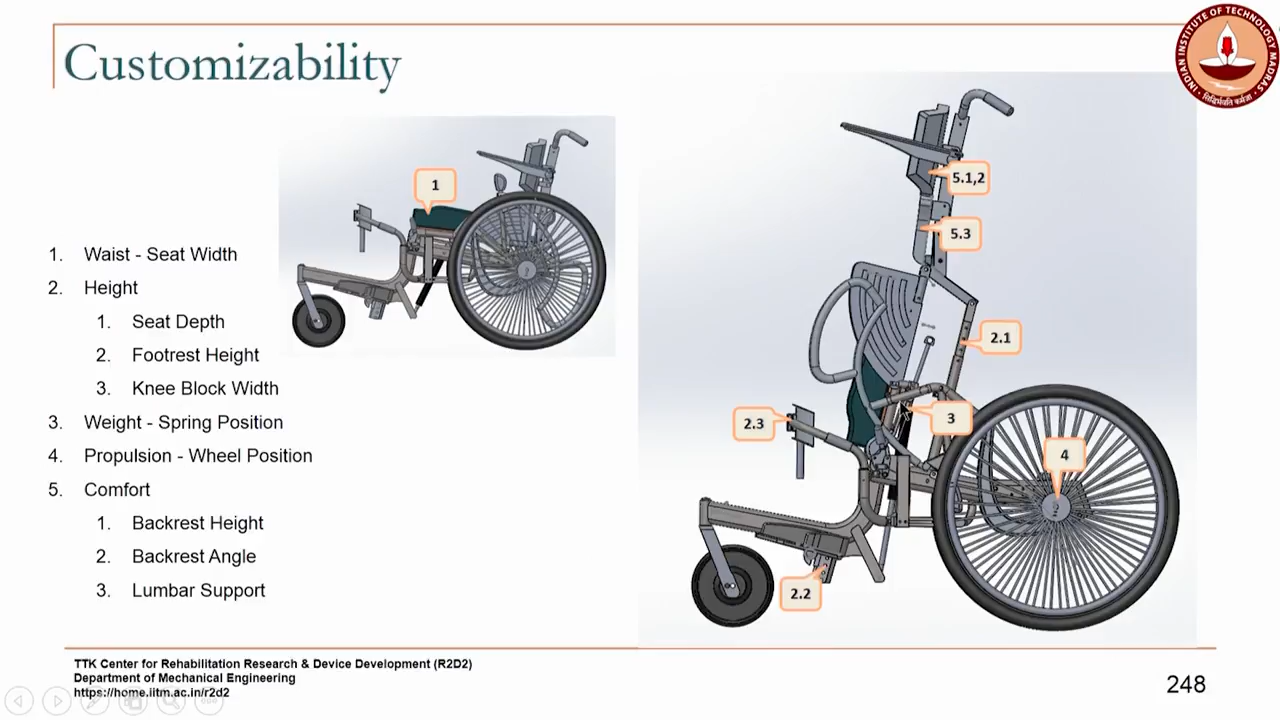 Customizability
INDIAN INSTITUTE OF TECHNOLOGY MADRAS
सिद्धिर्भवति कर्मजा
1
1. Waist - Seat Width
2. Height
1. Seat Depth
2. Footrest Height
3. Knee Block Width
3. Weight - Spring Position
4. Propulsion - Wheel Position
5. Comfort
1. Backrest Height
2. Backrest Angle
3. Lumbar Support
5.1,2
5.3
2.1
2.3
3
4
2.2
TTK Center for Rehabilitation Research & Device Development (R2D2)
Department of Mechanical Engineering
https://home.iitm.ac.in/r2d2
248